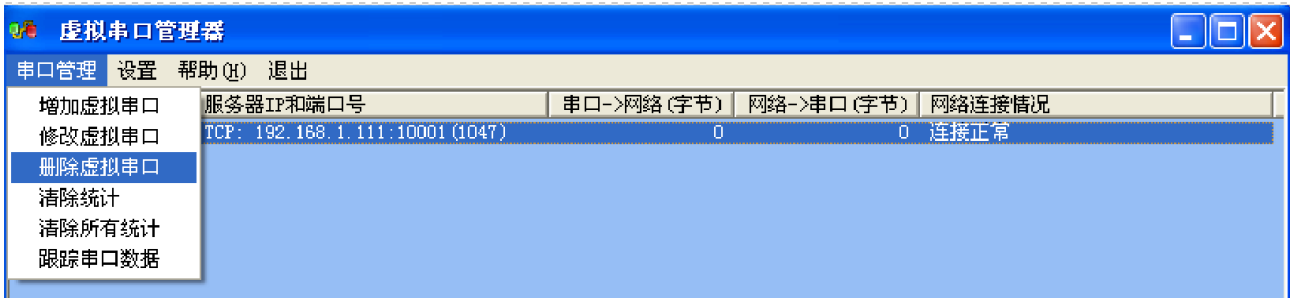 虚拟串口管理器
串口管理 设置 帮助(H) 退出
服务器IP和端口号 串口->网络(字节) 网络->串口(字节) 网络连接情况
TCP: 192.168.1.111:10001(1047) 0 0 连接正常
增加虚拟串口
修改虚拟串口
删除虚拟串口
清除统计
清除所有统计
跟踪串口数据